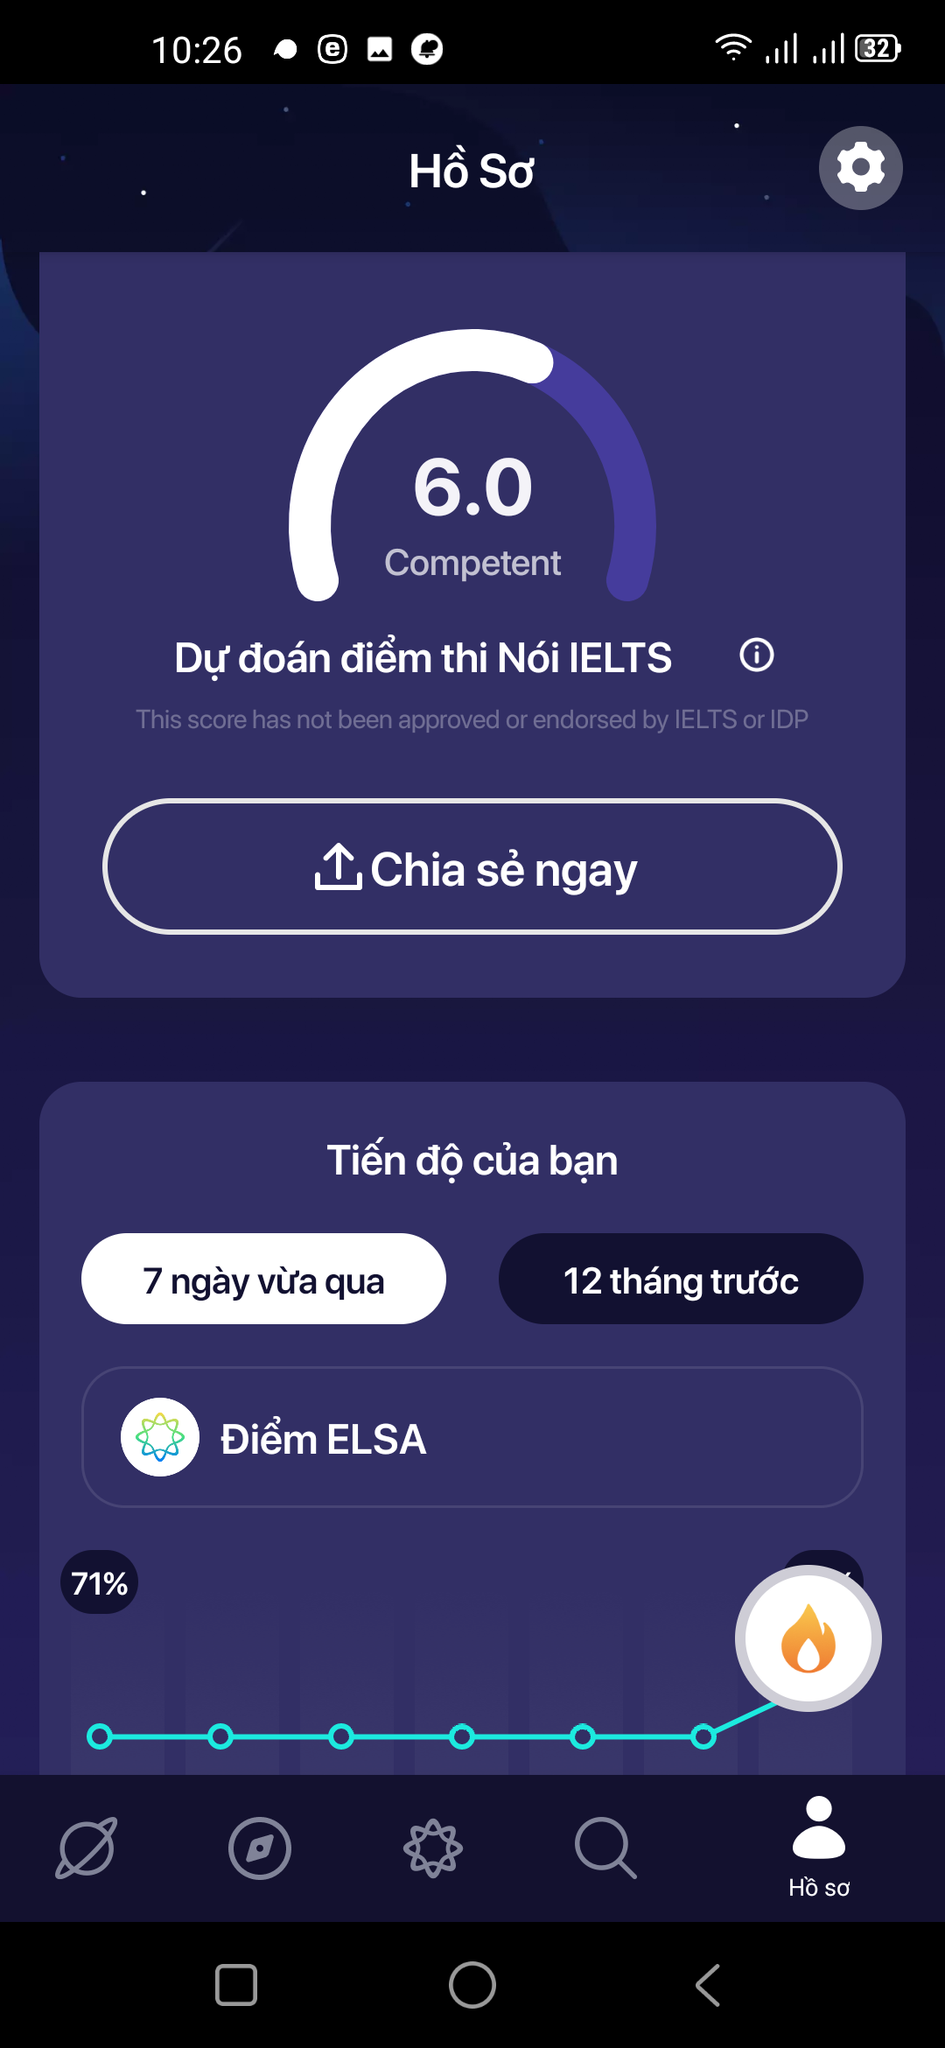 10:26
32
Hồ Sơ
6.0
Competent
Dự đoán điểm thi Nói IELTS
This score has not been approved or endorsed by IELTS or IDP
Chia sẻ ngay
Tiến độ của bạn
7 ngày vừa qua
12 tháng trước
Điểm ELSA
71%
Hồ sơ